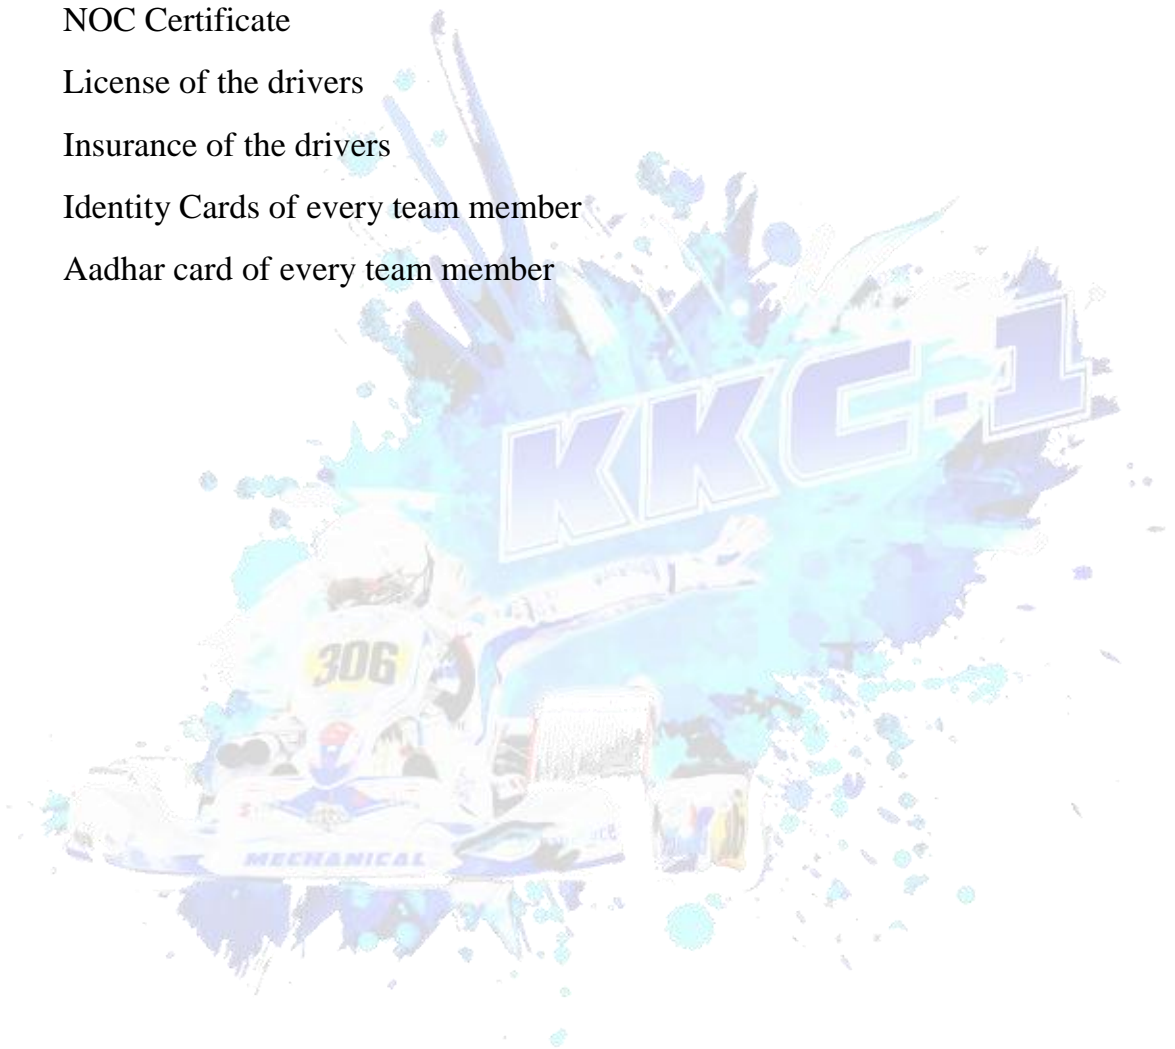 NOC Certificate
License of the drivers
Insurance of the drivers
Identity Cards of every team member
Aadhar card of every team member
KKC-1
306
MECHANICAL